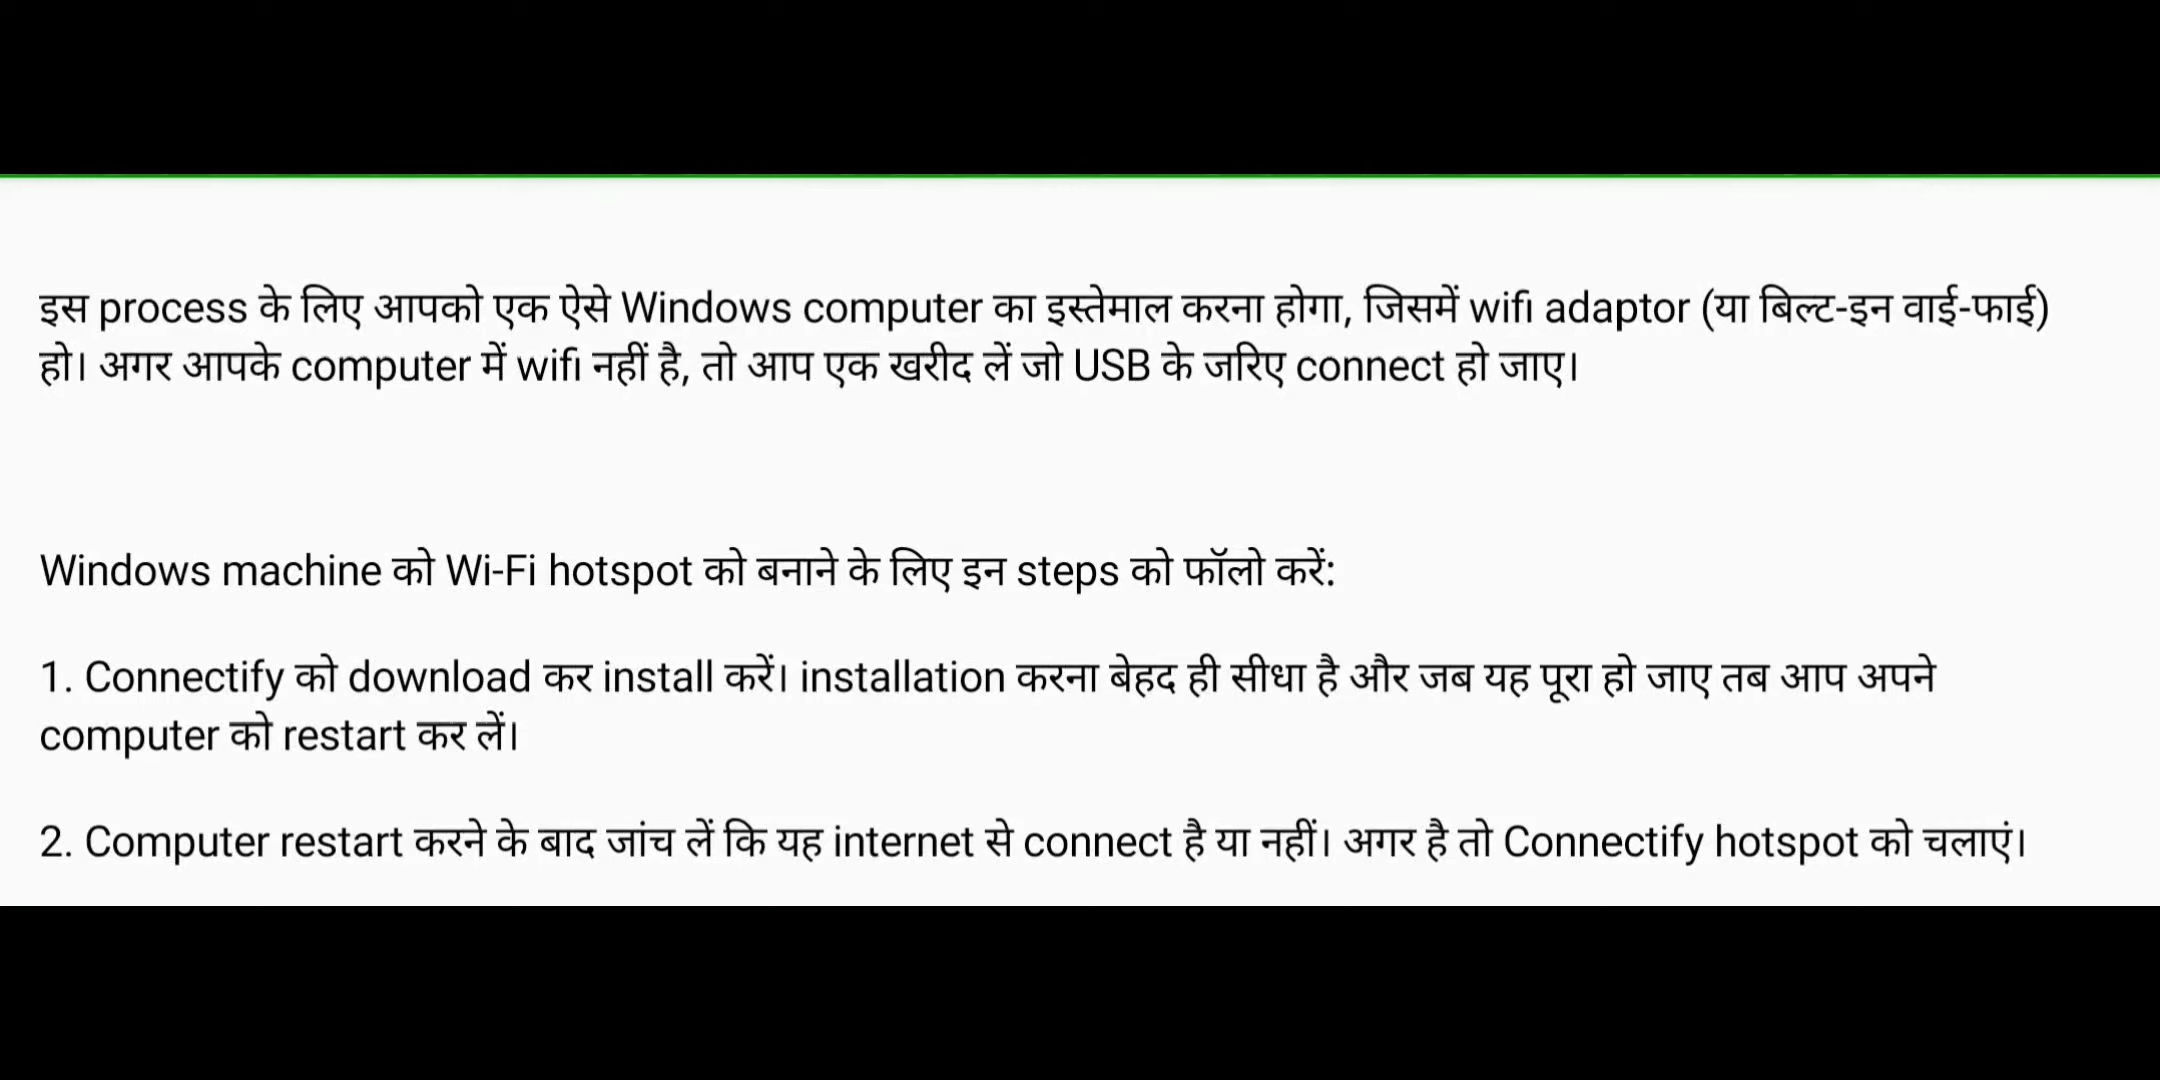 इस process के लिए आपको एक ऐसे Windows computer का इस्तेमाल करना होगा, जिसमें wifi adaptor (या बिल्ट-इन वाई-फाई)
हो। अगर आपके computer में wifi नहीं है, तो आप एक खरीद लें जो USB के जरिए connect हो जाए।
Windows machine को Wi-Fi hotspot को बनाने के लिए इन steps को फॉलो करें:
1. Connectify को download कर install करें। installation करना बेहद ही सीधा है और जब यह पूरा हो जाए तब आप अपने
computer को restart कर लें।
2. Computer restart करने के बाद जांच लें कि यह internet से connect है या नहीं। अगर है तो Connectify hotspot को चलाएं।